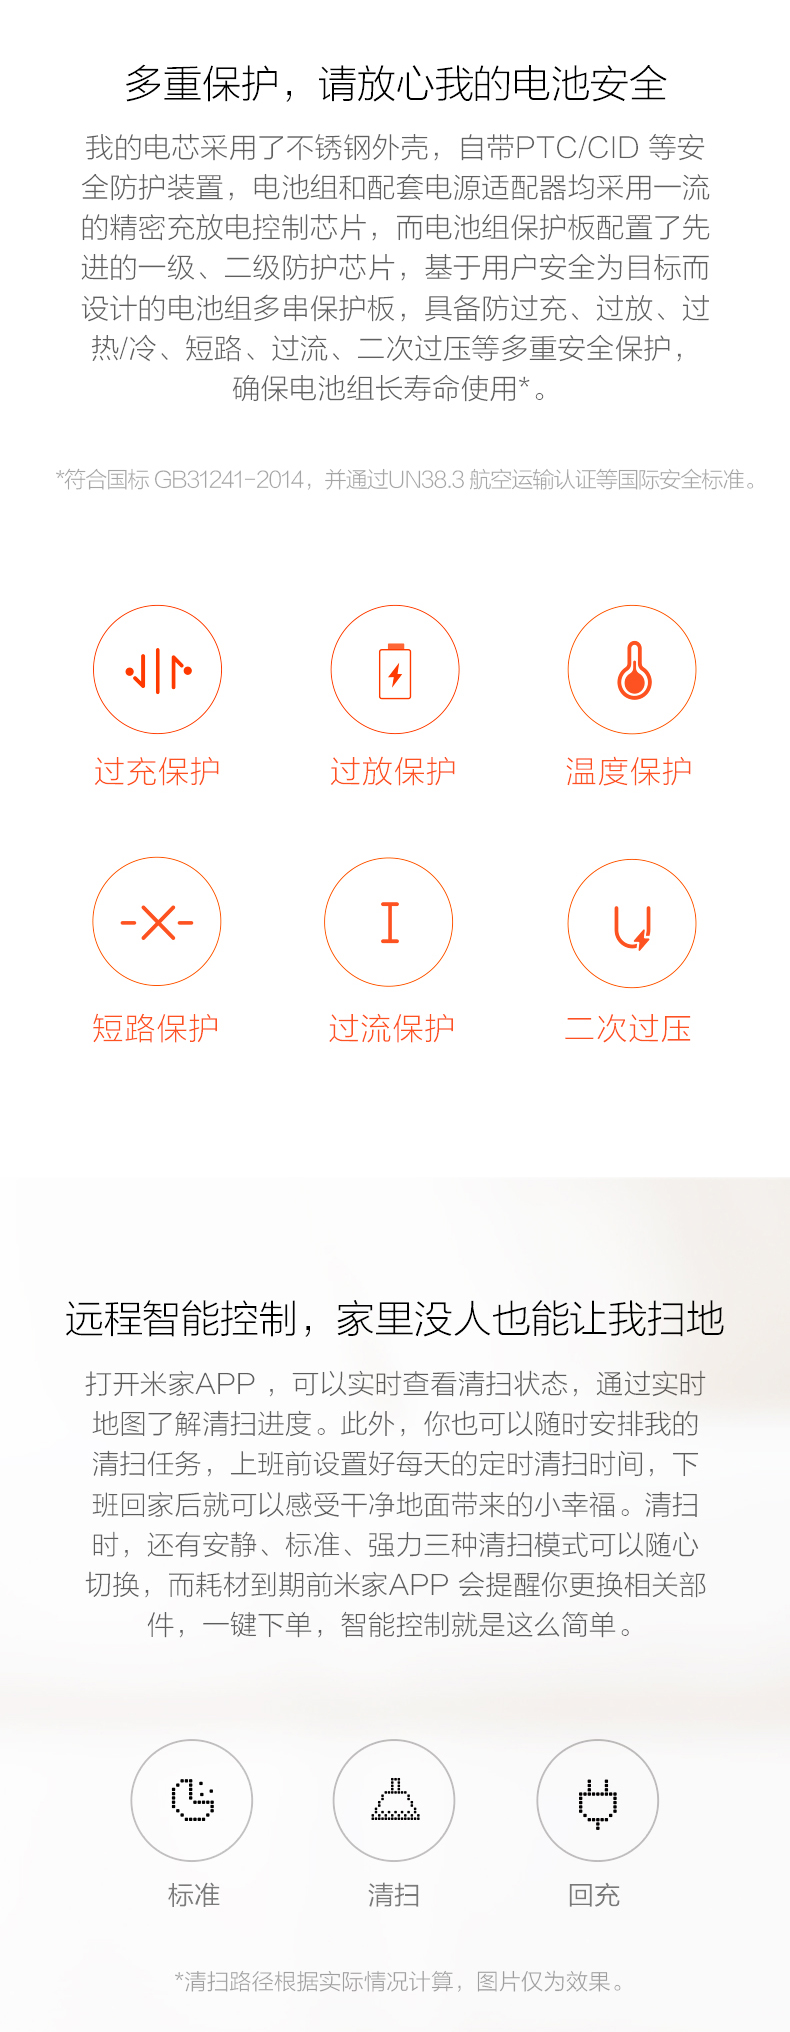 多重保护，请放心我的电池安全
我的电芯采用了不锈钢外壳，自带PTC/CID 等安
全防护装置，电池组和配套电源适配器均采用一流
的精密充放电控制芯片，而电池组保护板配置了先
进的一级、二级防护芯片，基于用户安全为目标而
设计的电池组多串保护板，具备防过充、过放、过
热/冷、短路、过流、二次过压等多重安全保护，
确保电池组长寿命使用*。
*符合国标 GB31241-2014，并通过UN38.3 航空运输认证等国际安全标准。
过充保护
过放保护
温度保护
短路保护
过流保护
二次过压
远程智能控制，家里没人也能让我扫地
打开米家APP ，可以实时查看清扫状态，通过实时
地图了解清扫进度。此外，你也可以随时安排我的
清扫任务，上班前设置好每天的定时清扫时间，下
班回家后就可以感受干净地面带来的小幸福。清扫
时，还有安静、标准、强力三种清扫模式可以随心
切换，而耗材到期前米家APP 会提醒你更换相关部
件，一键下单，智能控制就是这么简单。
标准
清扫
回充
*清扫路径根据实际情况计算，图片仅为效果。